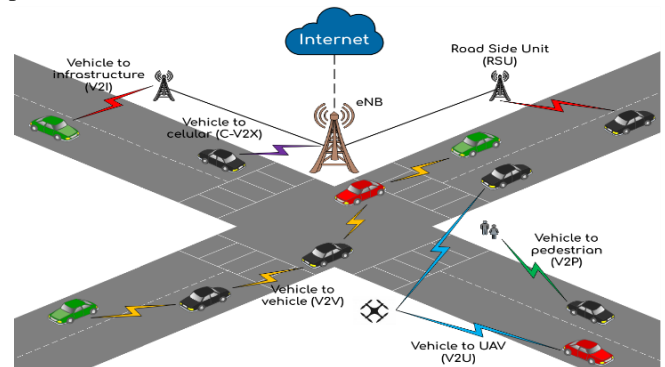 Internet
Vehicle to
infrastructure
(V2I)
Road Side Unit
(RSU)
eNB
Vehicle to
celular (C-V2X)
Vehicle to
pedestrian
(V2P)
Vehicle to
vehicle (V2V)
Vehicle to UAV
(V2U)